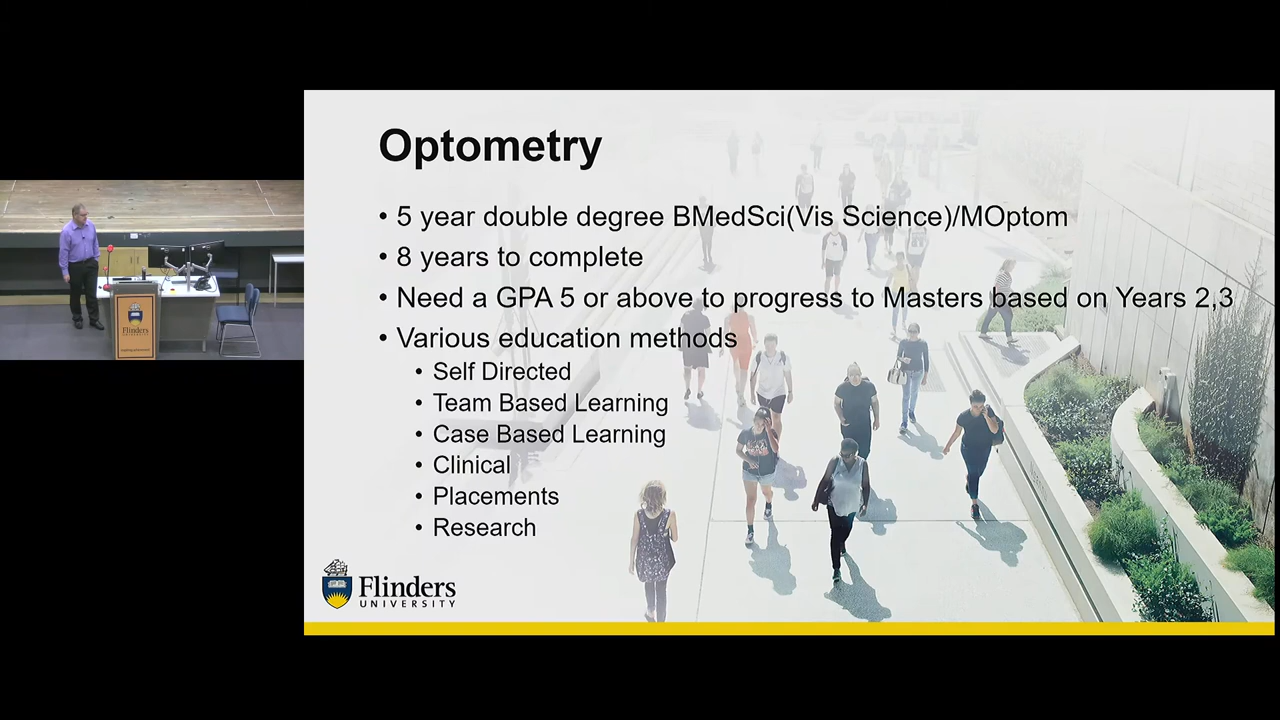 Optometry
• 5 year double degree BMedSci(Vis Science)/MOptom
• 8 years to complete
• Need a GPA 5 or above to progress to Masters based on Years 2,3
• Various education methods
• Self Directed
• Team Based Learning
• Case Based Learning
• Clinical
• Placements
• Research
Flinders
UNIVERSITY
Flinders
UNIVERSITY